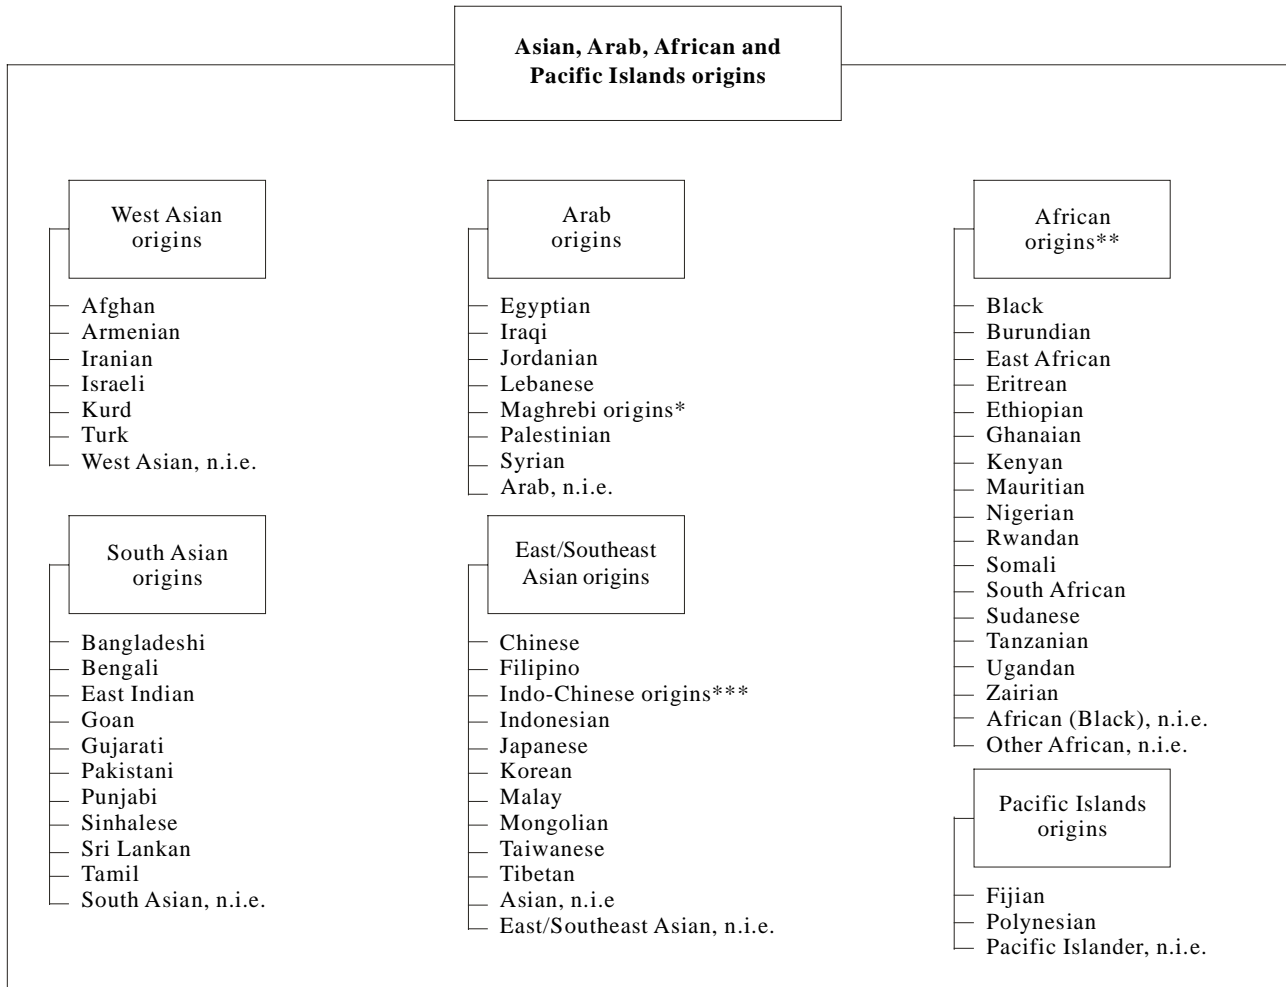 Asian, Arab, African and
Pacific Islands origins
West Asian
origins
Afghan
Armenian
Iranian
Israeli
Kurd
Turk
West Asian, n.i.e.
South Asian
origins
Bangladeshi
Bengali
East Indian
Goan
Gujarati
Pakistani
Punjabi
Sinhalese
Sri Lankan
Tamil
South Asian, n.i.e.
Arab
origins
Egyptian
Iraqi
Jordanian
Lebanese
Maghrebi origins*
Palestinian
Syrian
Arab, n.i.e.
East/Southeast
Asian origins
Chinese
Filipino
Indo-Chinese origins***
Indonesian
Japanese
Korean
Malay
Mongolian
Taiwanese
Tibetan
Asian, n.i.e
East/Southeast Asian, n.i.e.
African
origins**
Black
Burundian
East African
Eritrean
Ethiopian
Ghanaian
Kenyan
Mauritian
Nigerian
Rwandan
Somali
South African
Sudanese
Tanzanian
Ugandan
Zairian
African (Black), n.i.e.
Other African, n.i.e.
Pacific Islands
origins
Fijian
Polynesian
Pacific Islander, n.i.e.